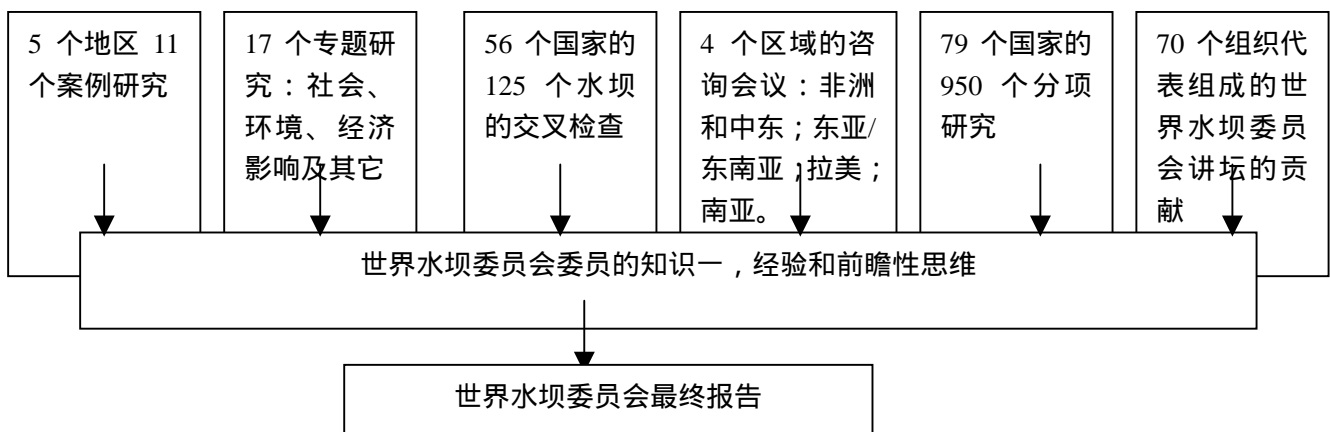 5 个地区 11
个案例研究
17 个专题研
究：社会、
环境、经济
影响及其它
56 个国家的
125 个水坝
的交叉检查
4 个区域的咨
询会议：非洲
和中东；东亚/
东南亚；拉美；
南亚。
79 个国家的
950 个分项
研究
70 个组织代
表组成的世
界水坝委员
会讲坛的贡
献
世界水坝委员会委员的知识一，经验和前瞻性思维
世界水坝委员会最终报告